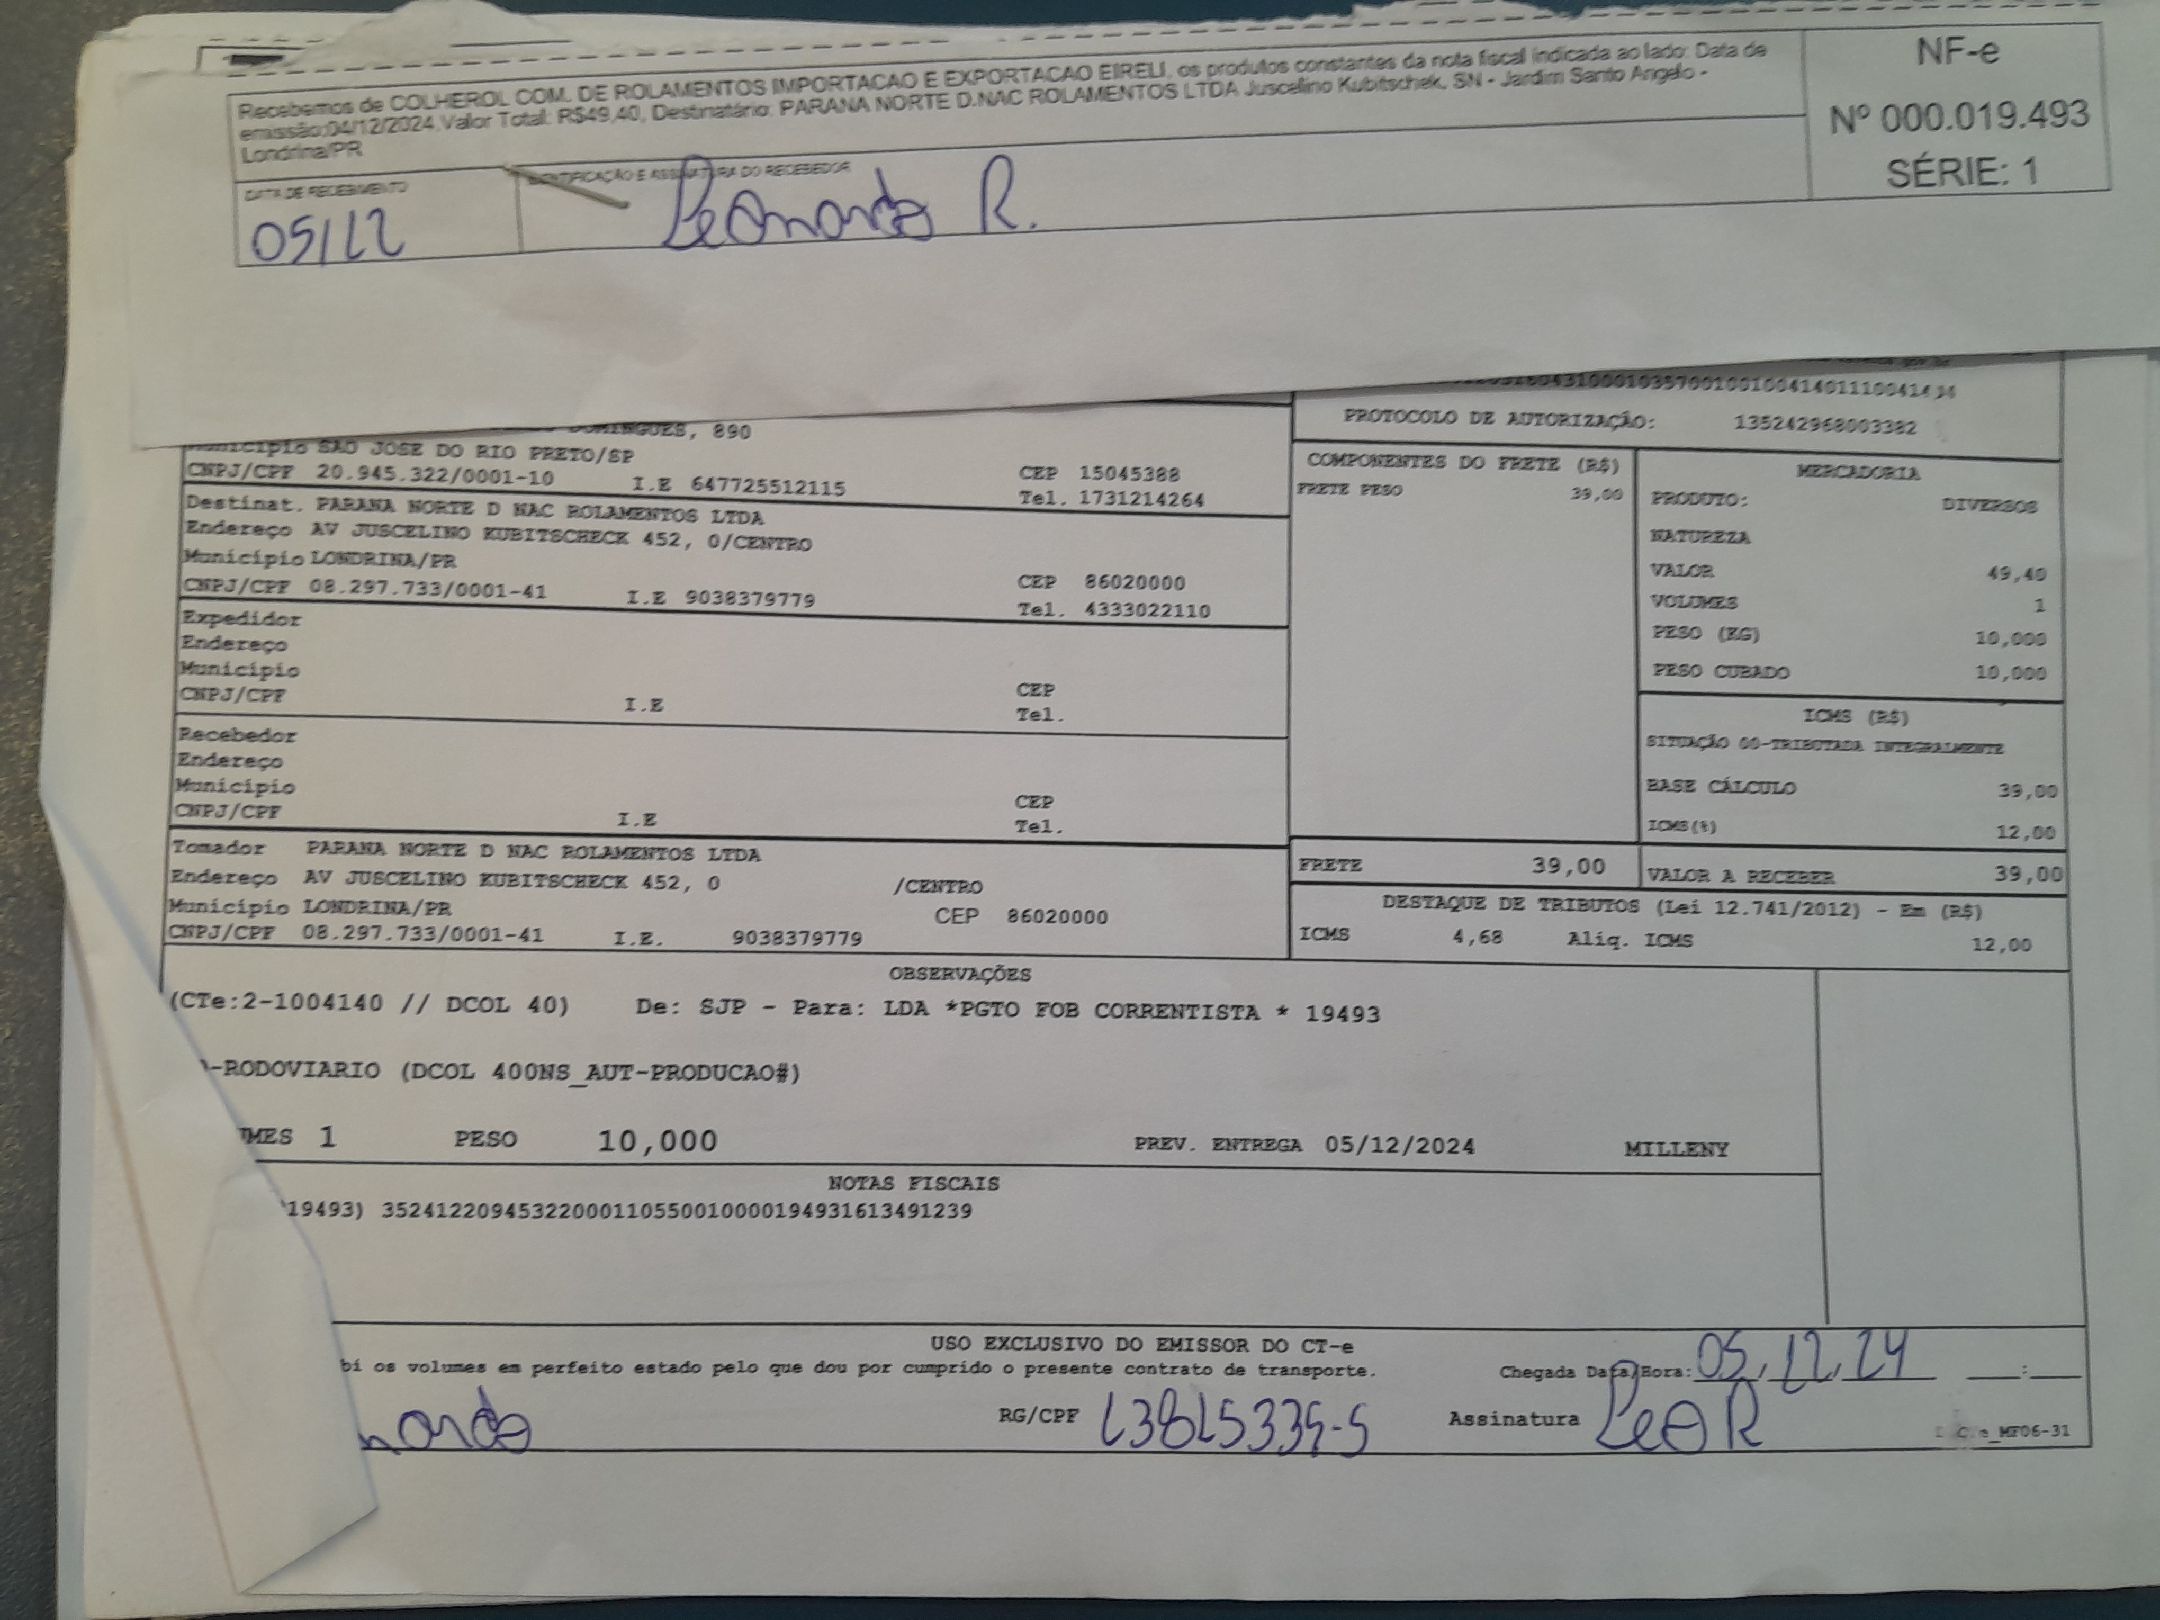 Recebemos de COLHEROL COM. DE ROLAMENTOS IMPORTACAO E EXPORTACAO EIRELI, os produtos constantes da nota fiscal indicada ao lado. Data de
emissão:04/12/2024,Valor Total: R$49,40, Destinatário: PARANA NORTE D.NAC ROLAMENTOS LTDA Juscelino Kubitschek, SN - Jardim Santo Angelo -
Londrina/PR
NF-e
Nº 000.019.493
SÉRIE: 1
DATA DE RECEBIMENTO
IDENTIFICAÇÃO E ASSINATURA DO RECEBEDOR
05/12
Leonardo R.
PROTOCOLO DE AUTORIZAÇÃO: 135242968003382
DOMINGUES, 890
Município SAO JOSE DO RIO PRETO/SP
CNPJ/CPF 20.945.322/0001-10 I.E 647725512115
CEP 15045388
Tel. 1731214264
Destinat. PARANA NORTE D NAC ROLAMENTOS LTDA
Endereço AV JUSCELINO KUBITSCHECK 452, 0/CENTRO
Município LONDRINA/PR
CNPJ/CPF 08.297.733/0001-41 I.E 9038379779
CEP 86020000
Tel. 4333022110
Expedidor
Endereço
Município
CNPJ/CPF I.E
CEP
Tel.
Recebedor
Endereço
Município
CNPJ/CPF I.E
CEP
Tel.
Tomador PARANA NORTE D NAC ROLAMENTOS LTDA
Endereço AV JUSCELINO KUBITSCHECK 452, 0 /CENTRO
Município LONDRINA/PR CEP 86020000
CNPJ/CPF 08.297.733/0001-41 I.E. 9038379779
COMPONENTES DO FRETE (R$)
FRETE PESO 39,00
MERCADORIA
PRODUTO: DIVERSOS
NATUREZA
VALOR 49,40
VOLUMES 1
PESO (KG) 10,000
PESO CUBADO 10,000
ICMS (R$)
SITUAÇÃO 00-TRIBUTADA INTEGRALMENTE
BASE CÁLCULO 39,00
ICMS(%) 12,00
FRETE 39,00
VALOR A RECEBER 39,00
DESTAQUE DE TRIBUTOS (Lei 12.741/2012) - Em (R$)
ICMS 4,68 Aliq. ICMS 12,00
OBSERVAÇÕES
(CTe:2-1004140 // DCOL 40) De: SJP - Para: LDA *PGTO FOB CORRENTISTA * 19493
O-RODOVIARIO (DCOL 400NS_AUT-PRODUCAO#)
UMES 1 PESO 10,000 PREV. ENTREGA 05/12/2024 MILLENY
NOTAS FISCAIS
19493) 35241220945322000110550010000194931613491239
USO EXCLUSIVO DO EMISSOR DO CT-e
bi os volumes em perfeito estado pelo que dou por cumprido o presente contrato de transporte.
Chegada Data/Hora: 05.12.24 __:__
nardo
RG/CPF
Assinatura Leo R
MF06-31